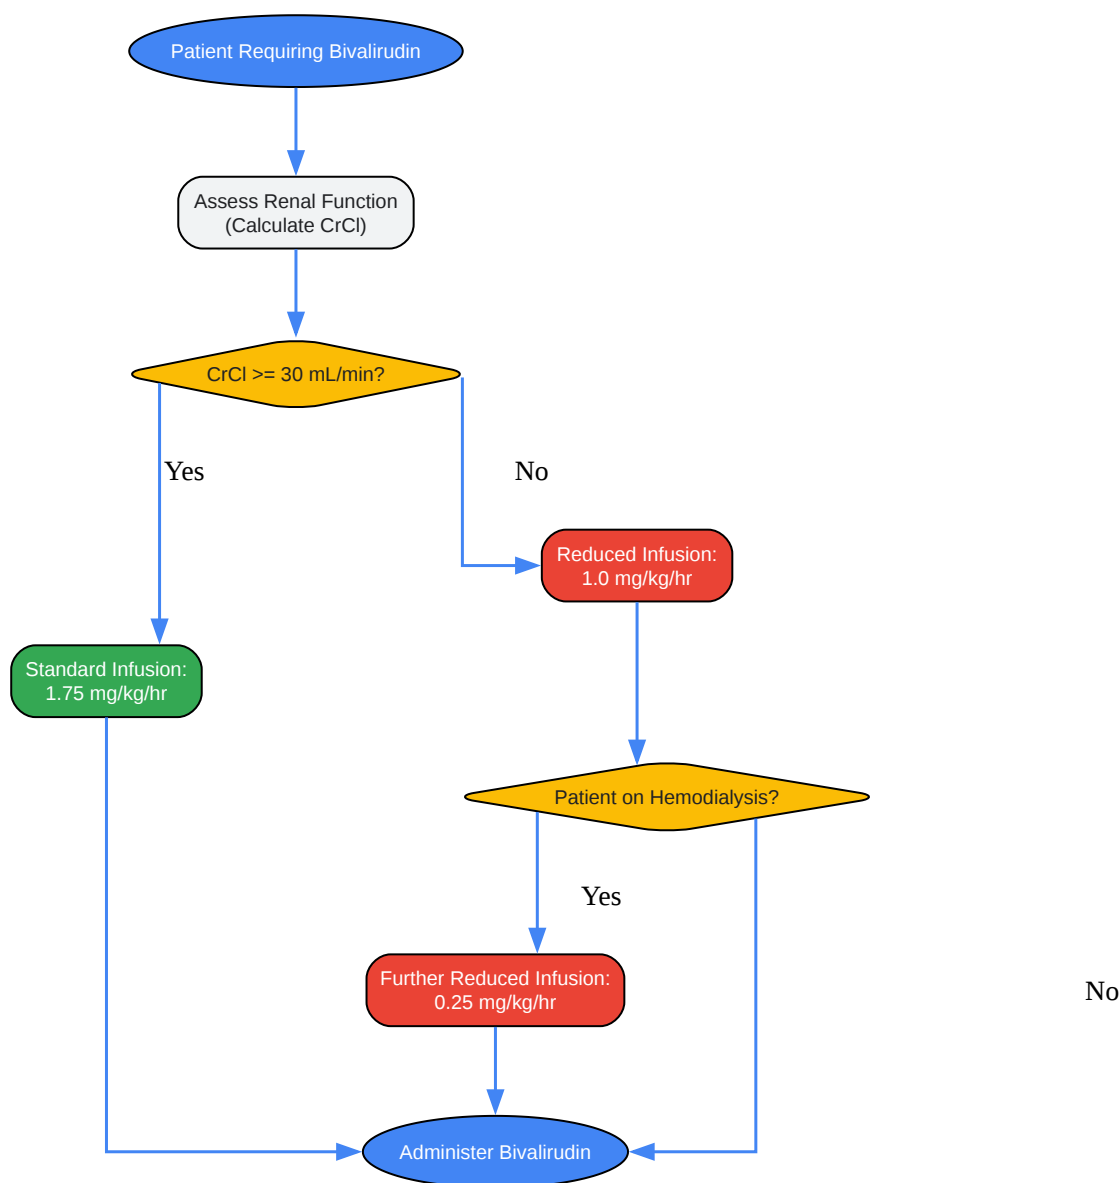 Patient Requiring Bivalirudin
Assess Renal Function
(Calculate CrCl)
CrCl >= 30 mL/min?
Yes
No
Reduced Infusion:
1.0 mg/kg/hr
Standard Infusion:
1.75 mg/kg/hr
Patient on Hemodialysis?
Yes
Further Reduced Infusion:
0.25 mg/kg/hr
No
Administer Bivalirudin